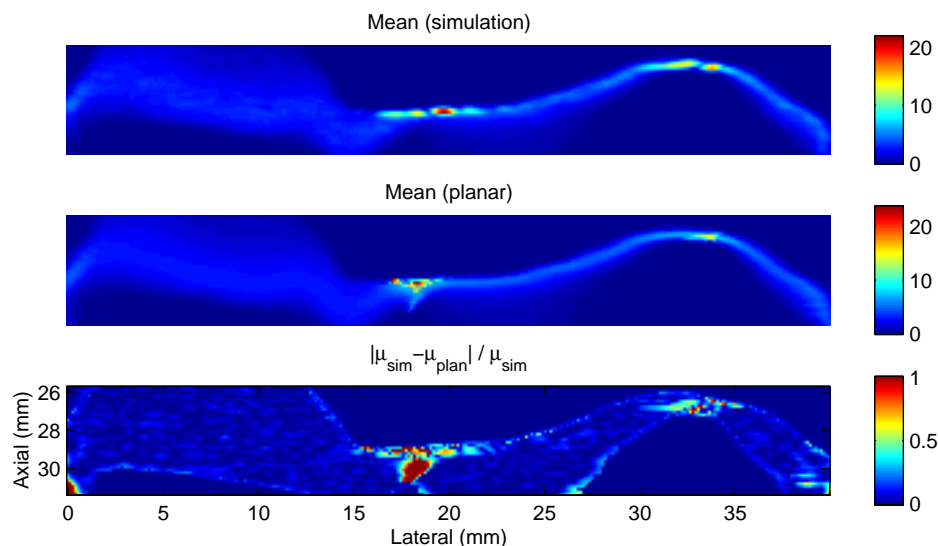 Mean (simulation)
20
10
0
Mean (planar)
20
10
0
|μsim−μplan| / μsim
1
0.5
0
26
28
30
Axial (mm)
0 5 10 15 20 25 30 35
Lateral (mm)